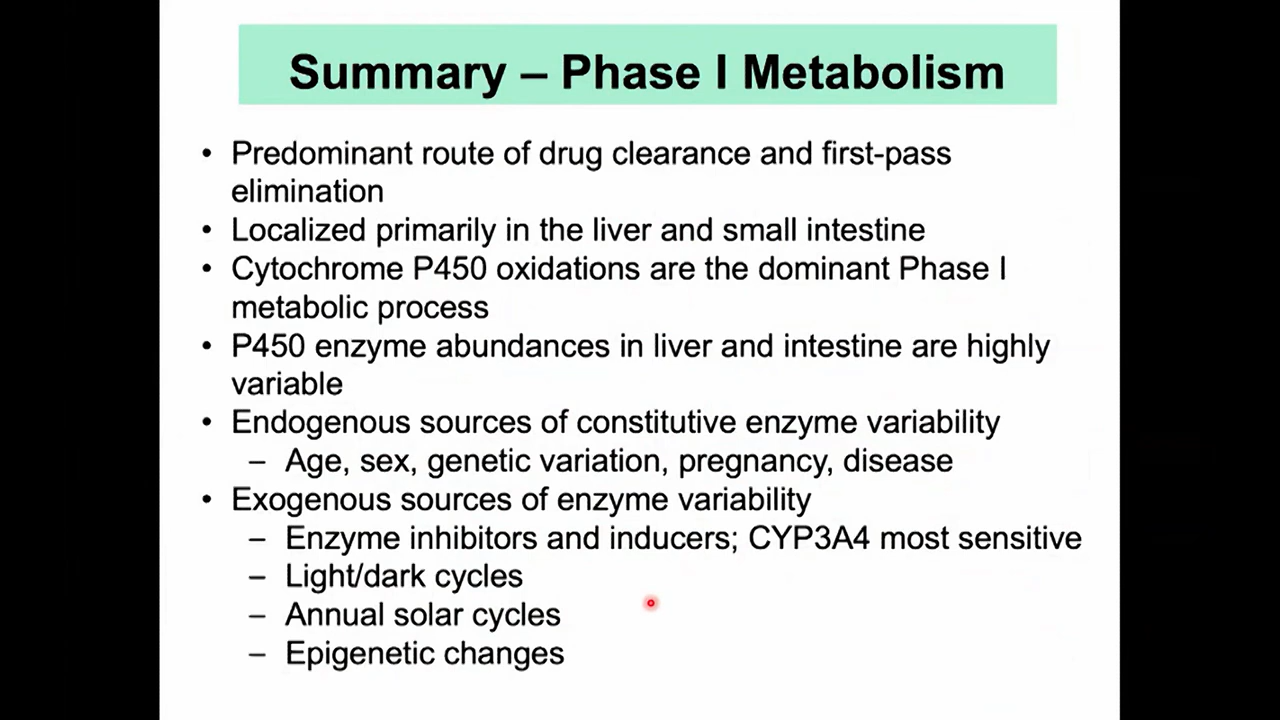 Summary – Phase I Metabolism
• Predominant route of drug clearance and first-pass
elimination
• Localized primarily in the liver and small intestine
• Cytochrome P450 oxidations are the dominant Phase I
metabolic process
• P450 enzyme abundances in liver and intestine are highly
variable
• Endogenous sources of constitutive enzyme variability
– Age, sex, genetic variation, pregnancy, disease
• Exogenous sources of enzyme variability
– Enzyme inhibitors and inducers; CYP3A4 most sensitive
– Light/dark cycles
– Annual solar cycles
– Epigenetic changes